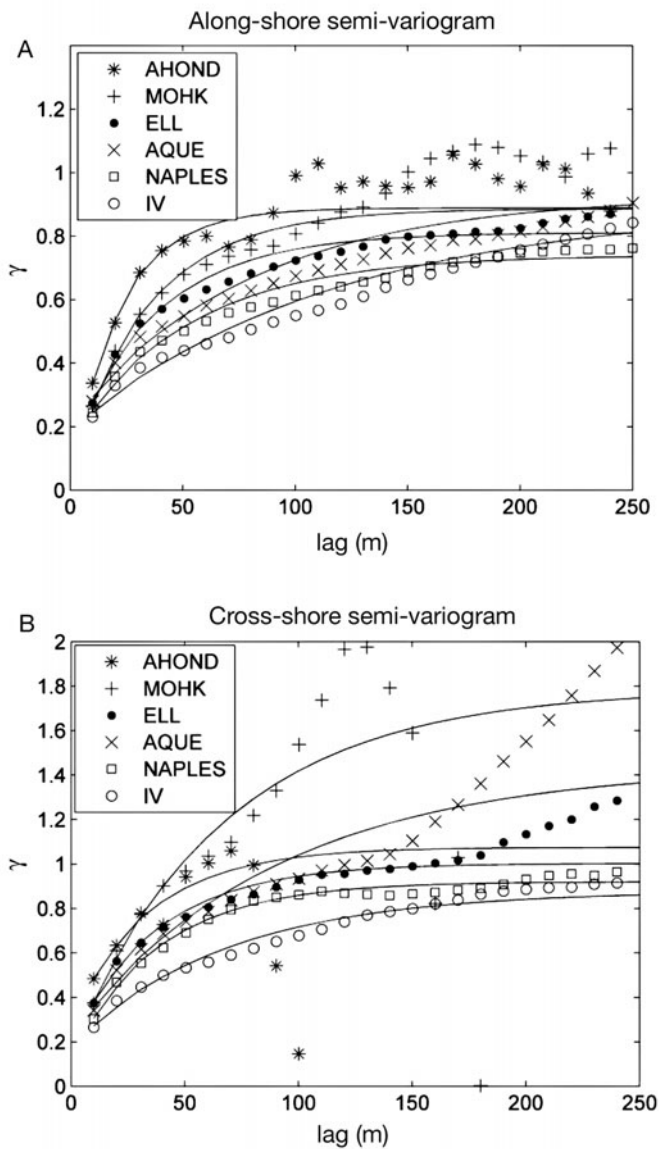 Along-shore semi-variogram
A
AHOND
MOHK
ELL
AQUE
NAPLES
IV
1.4
1.2
1
0.8
0.6
0.4
0.2
0
γ
0 50 100 150 200 250
lag (m)
Cross-shore semi-variogram
B
AHOND
MOHK
ELL
AQUE
NAPLES
IV
2
1.8
1.6
1.4
1.2
1
0.8
0.6
0.4
0.2
0
γ
0 50 100 150 200 250
lag (m)